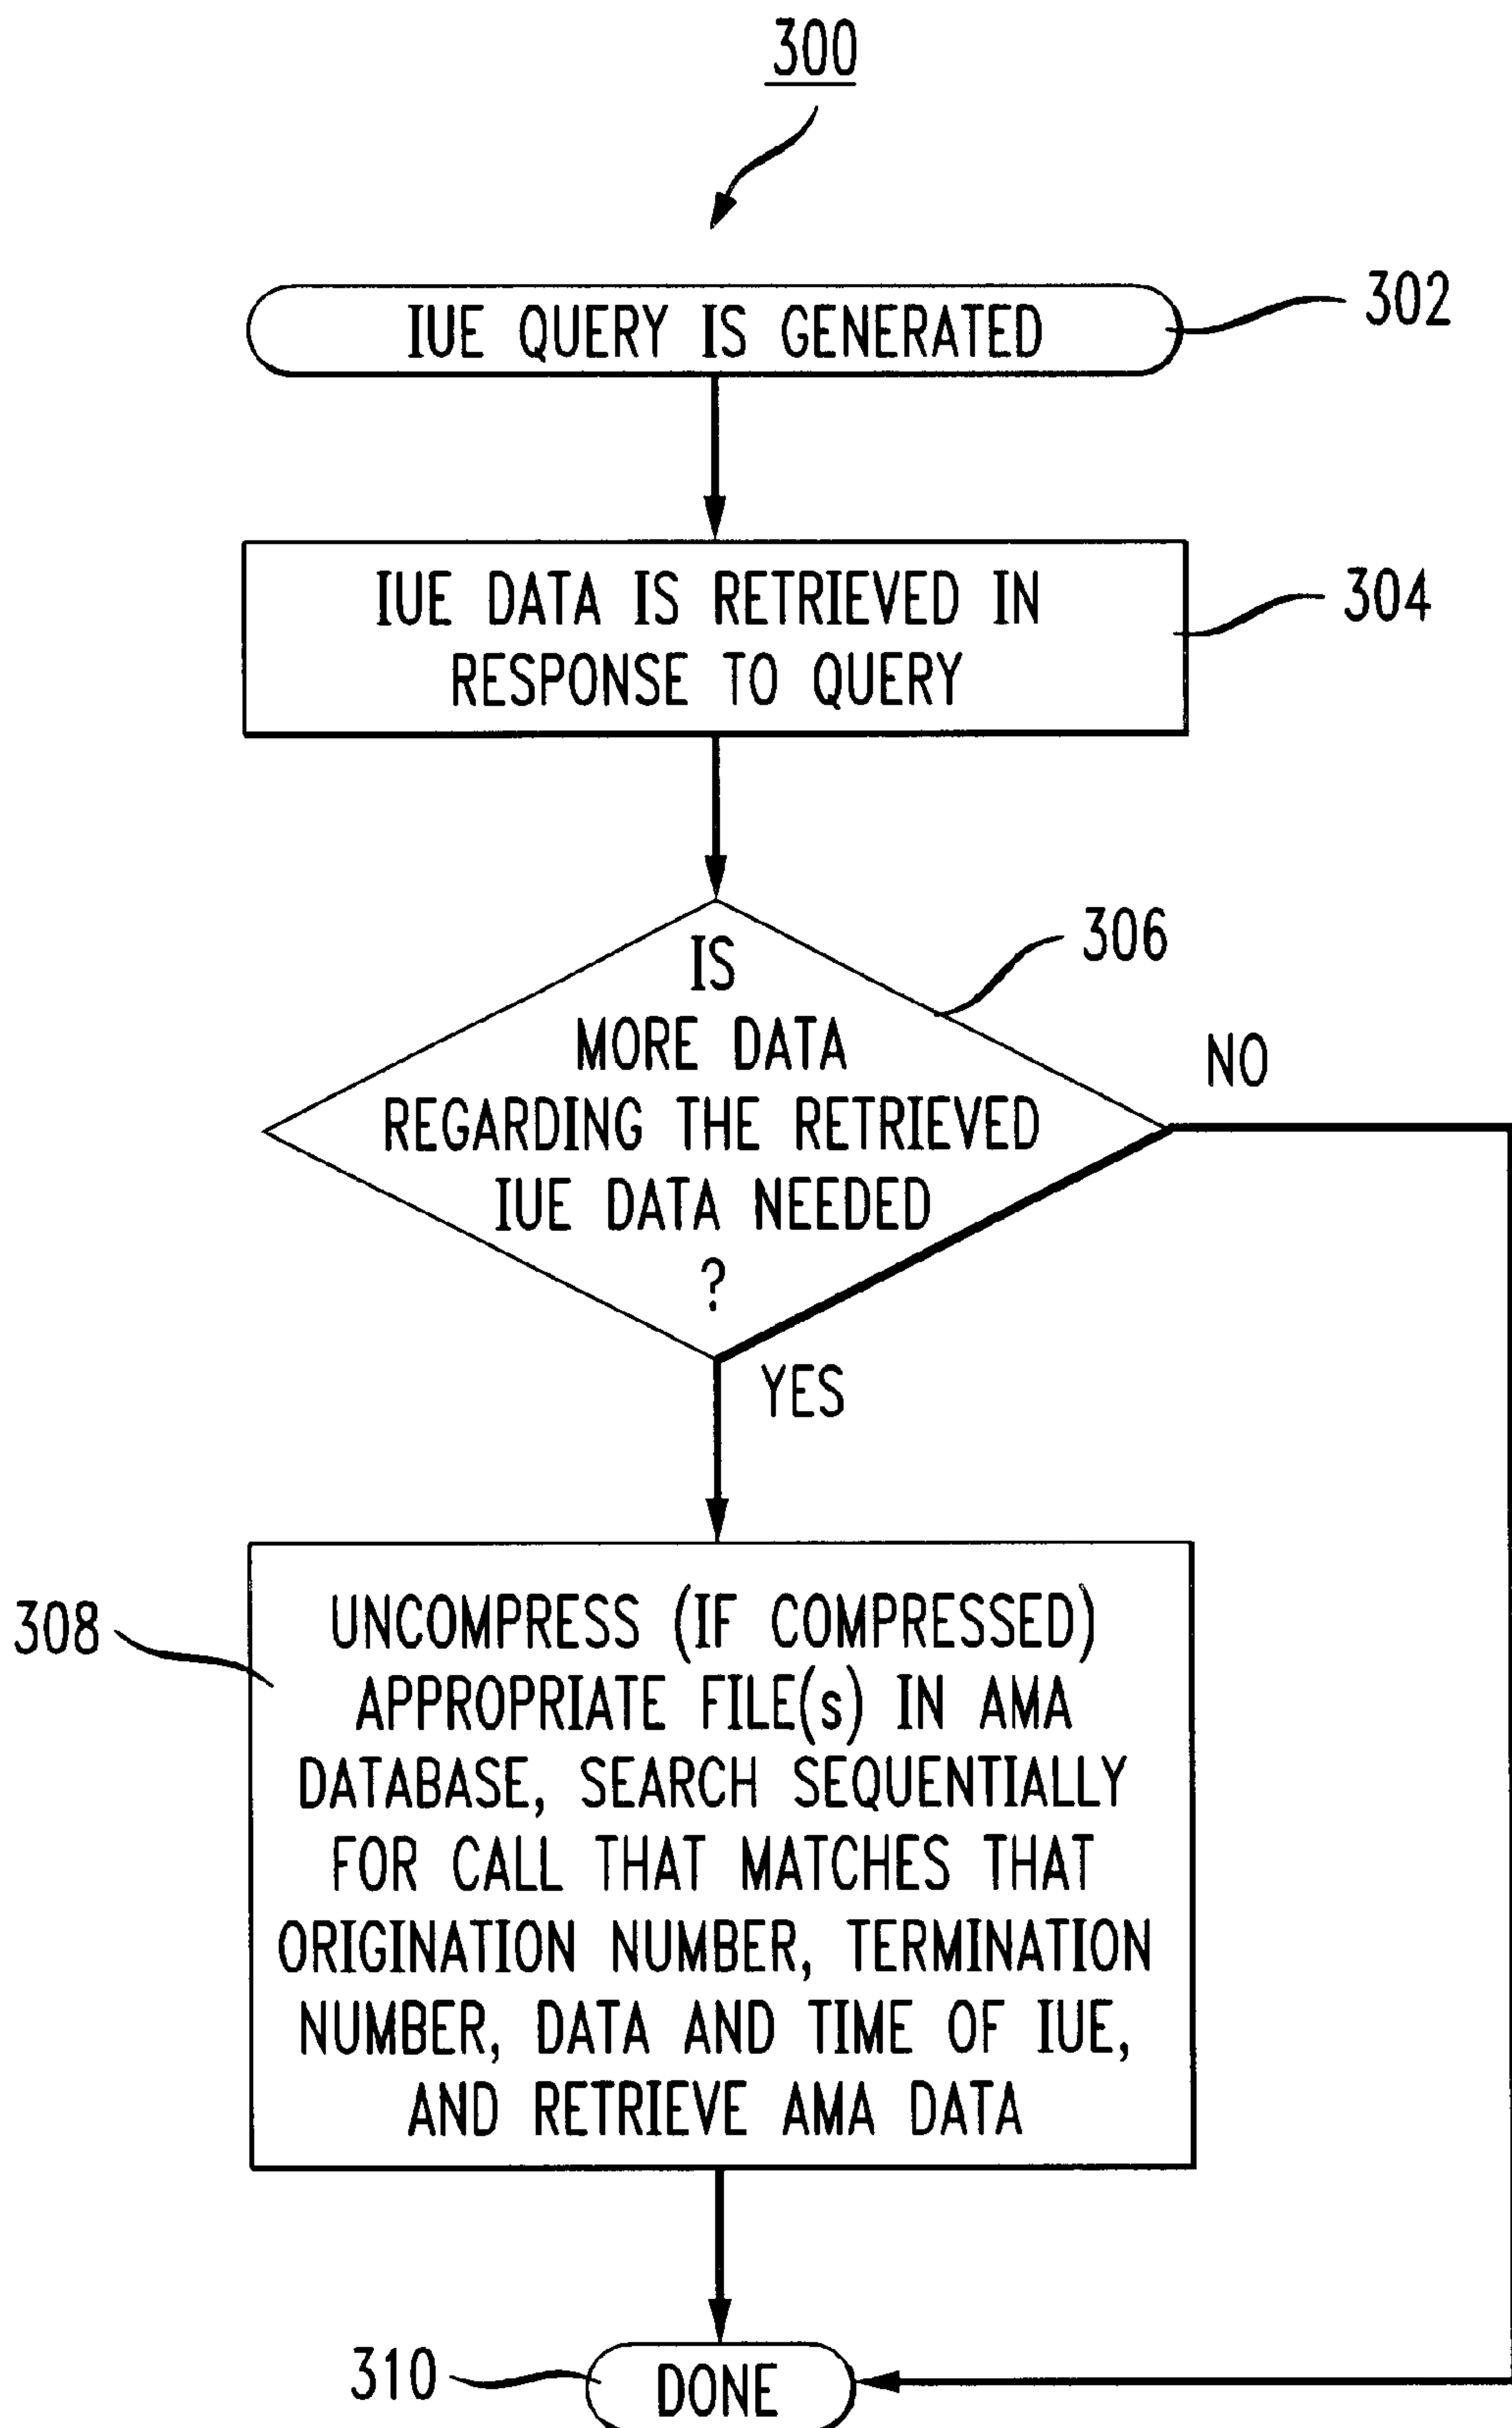 300
IUE QUERY IS GENERATED
302
IUE DATA IS RETRIEVED IN
RESPONSE TO QUERY
304
IS
MORE DATA
REGARDING THE RETRIEVED
IUE DATA NEEDED
?
306
NO
YES
308
UNCOMPRESS (IF COMPRESSED)
APPROPRIATE FILE(s) IN AMA
DATABASE, SEARCH SEQUENTIALLY
FOR CALL THAT MATCHES THAT
ORIGINATION NUMBER, TERMINATION
NUMBER, DATA AND TIME OF IUE,
AND RETRIEVE AMA DATA
310
DONE